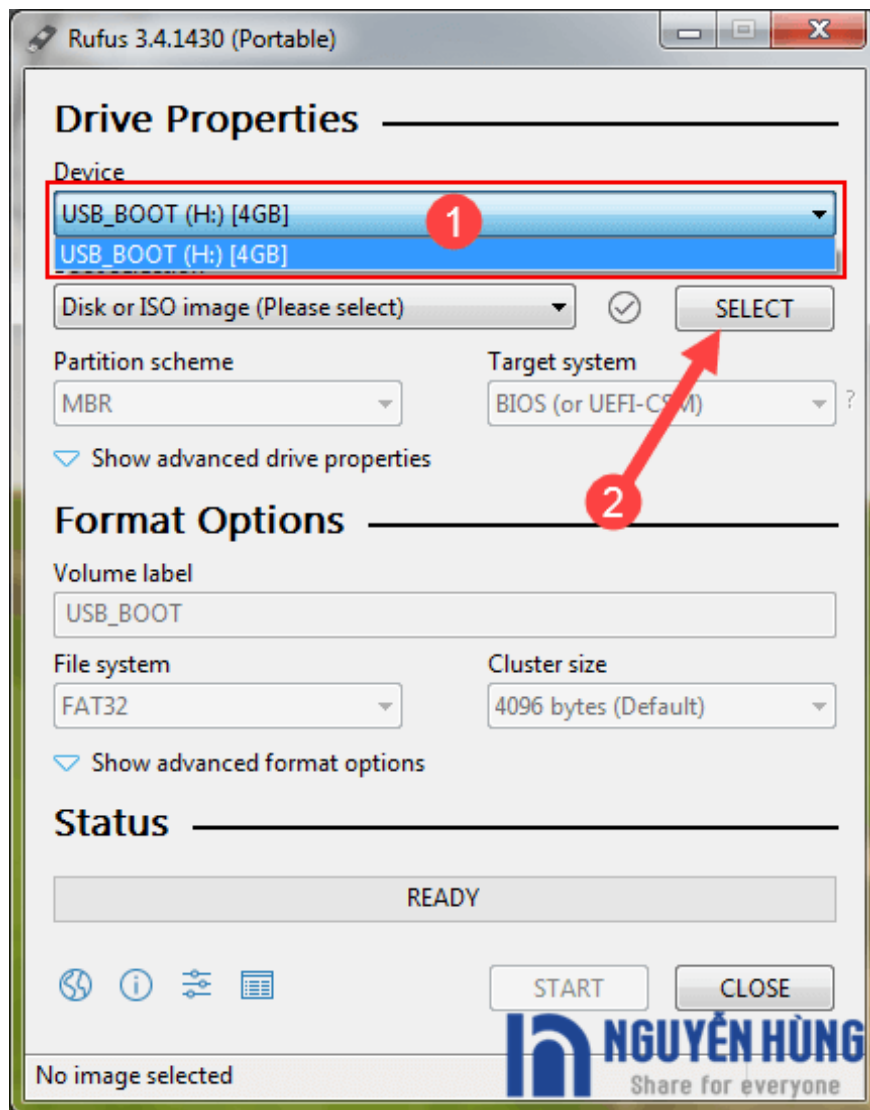 Rufus 3.4.1430 (Portable)
Drive Properties
Device
USB_BOOT (H:) [4GB]
1
USB_BOOT (H:) [4GB]
Disk or ISO image (Please select)
SELECT
Partition scheme
Target system
MBR
BIOS (or UEFI-CSM)
?
Show advanced drive properties
2
Format Options
Volume label
USB_BOOT
File system
Cluster size
FAT32
4096 bytes (Default)
Show advanced format options
Status
READY
START
CLOSE
NGUYỄN HÙNG
Share for everyone
No image selected